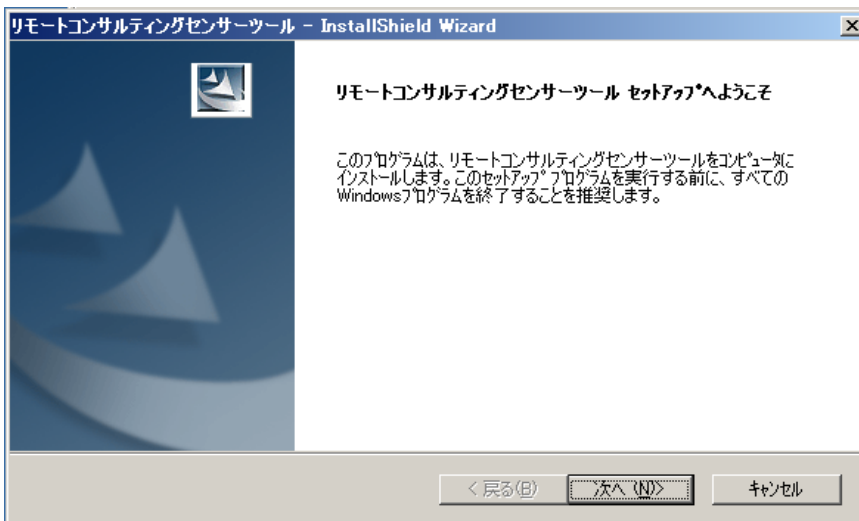 リモートコンサルティングセンサーツール - InstallShield Wizard
リモートコンサルティングセンサーツール ｾｯﾄｱｯﾌﾟへようこそ
このﾌﾟﾛｸﾞﾗﾑは、リモートコンサルティングセンサーツールをｺﾝﾋﾟｭｰﾀに
ｲﾝｽﾄｰﾙします。このｾｯﾄｱｯﾌﾟ ﾌﾟﾛｸﾞﾗﾑを実行する前に、すべての
Windowsﾌﾟﾛｸﾞﾗﾑを終了することを推奨します。
< 戻る(B)
次へ (N)>
ｷｬﾝｾﾙ